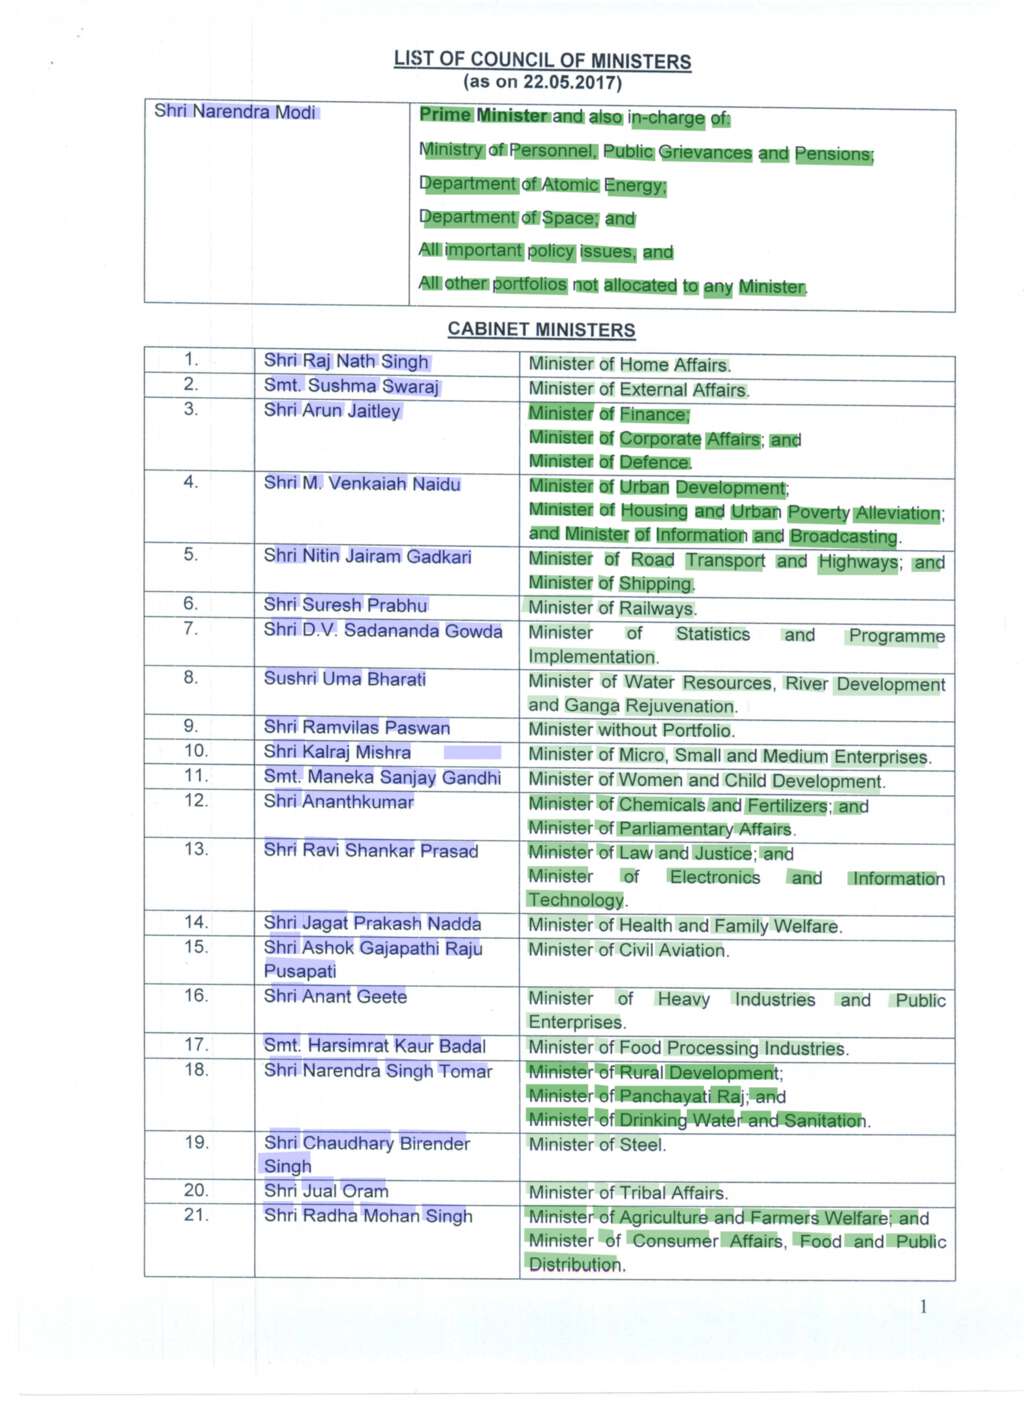 LIST OF COUNCIL OF MINISTERS
(as on 22.05.2017)
Shri Narendra Modi
Prime Minister and also in-charge of:
Ministry of Personnel, Public Grievances and Pensions;
Department of Atomic Energy;
Department of Space; and
All important policy issues, and
All other portfolios not allocated to any Minister.
CABINET MINISTERS
1. Shri Raj Nath Singh Minister of Home Affairs.
2. Smt. Sushma Swaraj Minister of External Affairs.
3. Shri Arun Jaitley Minister of Finance;
Minister of Corporate Affairs; and
Minister of Defence.
4. Shri M. Venkaiah Naidu Minister of Urban Development;
Minister of Housing and Urban Poverty Alleviation;
and Minister of Information and Broadcasting.
5. Shri Nitin Jairam Gadkari Minister of Road Transport and Highways; and
Minister of Shipping.
6. Shri Suresh Prabhu Minister of Railways.
7. Shri D.V. Sadananda Gowda Minister of Statistics and Programme
Implementation.
8. Sushri Uma Bharati Minister of Water Resources, River Development
and Ganga Rejuvenation.
9. Shri Ramvilas Paswan Minister without Portfolio.
10. Shri Kalraj Mishra Minister of Micro, Small and Medium Enterprises.
11. Smt. Maneka Sanjay Gandhi Minister of Women and Child Development.
12. Shri Ananthkumar Minister of Chemicals and Fertilizers; and
Minister of Parliamentary Affairs.
13. Shri Ravi Shankar Prasad Minister of Law and Justice; and
Minister of Electronics and Information
Technology.
14. Shri Jagat Prakash Nadda Minister of Health and Family Welfare.
15. Shri Ashok Gajapathi Raju Minister of Civil Aviation.
Pusapati
16. Shri Anant Geete Minister of Heavy Industries and Public
Enterprises.
17. Smt. Harsimrat Kaur Badal Minister of Food Processing Industries.
18. Shri Narendra Singh Tomar Minister of Rural Development;
Minister of Panchayati Raj; and
Minister of Drinking Water and Sanitation.
19. Shri Chaudhary Birender Minister of Steel.
Singh
20. Shri Jual Oram Minister of Tribal Affairs.
21. Shri Radha Mohan Singh Minister of Agriculture and Farmers Welfare; and
Minister of Consumer Affairs, Food and Public
Distribution.
1